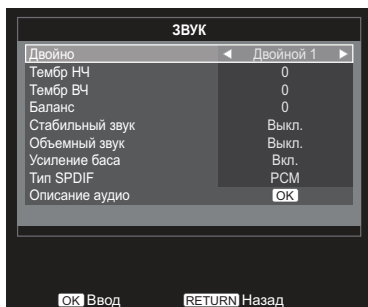 ЗВУК
Двойно ◀ Двойной 1 ▶
Тембр НЧ 0
Тембр ВЧ 0
Баланс 0
Стабильный звук Выкл.
Объемный звук Выкл.
Усиление баса Вкл.
Тип SPDIF PCM
Описание аудио OK
OK Ввод RETURN Назад